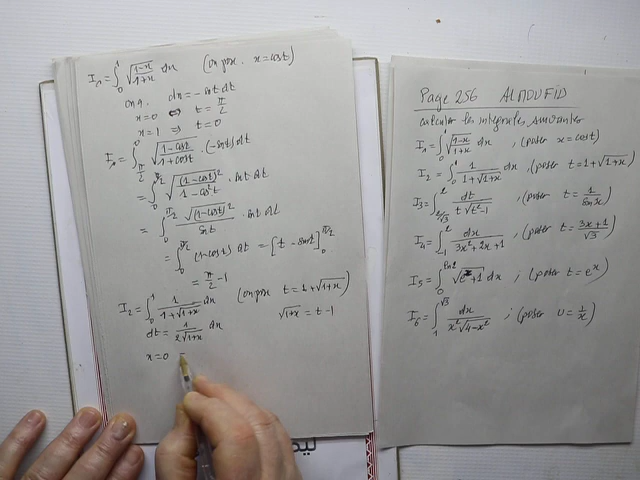 I₁ = ∫₀¹ √((1-x)/(1+x)) dx (on pose x = cost)
on a. dx = - sint dt
x=0 ⇔ t = π/2
x=1 ⇒ t = 0
I₁ = ∫_{π/2}^0 √((1-cost)/(1+cost)) · (-sint) dt
= ∫₀^{π/2} √((1-cost)²/(1-cos²t)) · sint dt
= ∫₀^{π/2} √(1-cost)²/sint · sint dt
= ∫₀^{π/2} (1-cost) dt = [t - sint]₀^{π/2}
= π/2 - 1
I₂ = ∫₀¹ 1/(1+√(1+x)) dx (on pose t = 1+√(1+x))
dt = 1/(2√(1+x)) dx √(1+x) = t-1
x=0
Page 256 ALMOUFID
calculer les integrales suivantes
I₁ = ∫₀¹ √((1-x)/(1+x)) dx ; (poser x = cost)
I₂ = ∫₀¹ 1/(1+√(1+x)) dx ; (poser t = 1+√(1+x))
I₃ = ∫_{2/√3}^2 dt/(t√(t²-1)) ; (poser t = 1/sinx)
I₄ = ∫_{-1}^1 dx/(3x²+2x+1) ; (poser t = (3x+1)/√3)
I₅ = ∫₀^{ln2} √(eˣ+1) dx ; (poser t = eˣ)
I₆ = ∫₁^{√3} dx/(x²√(4-x²)) ; (poser u = 1/x)